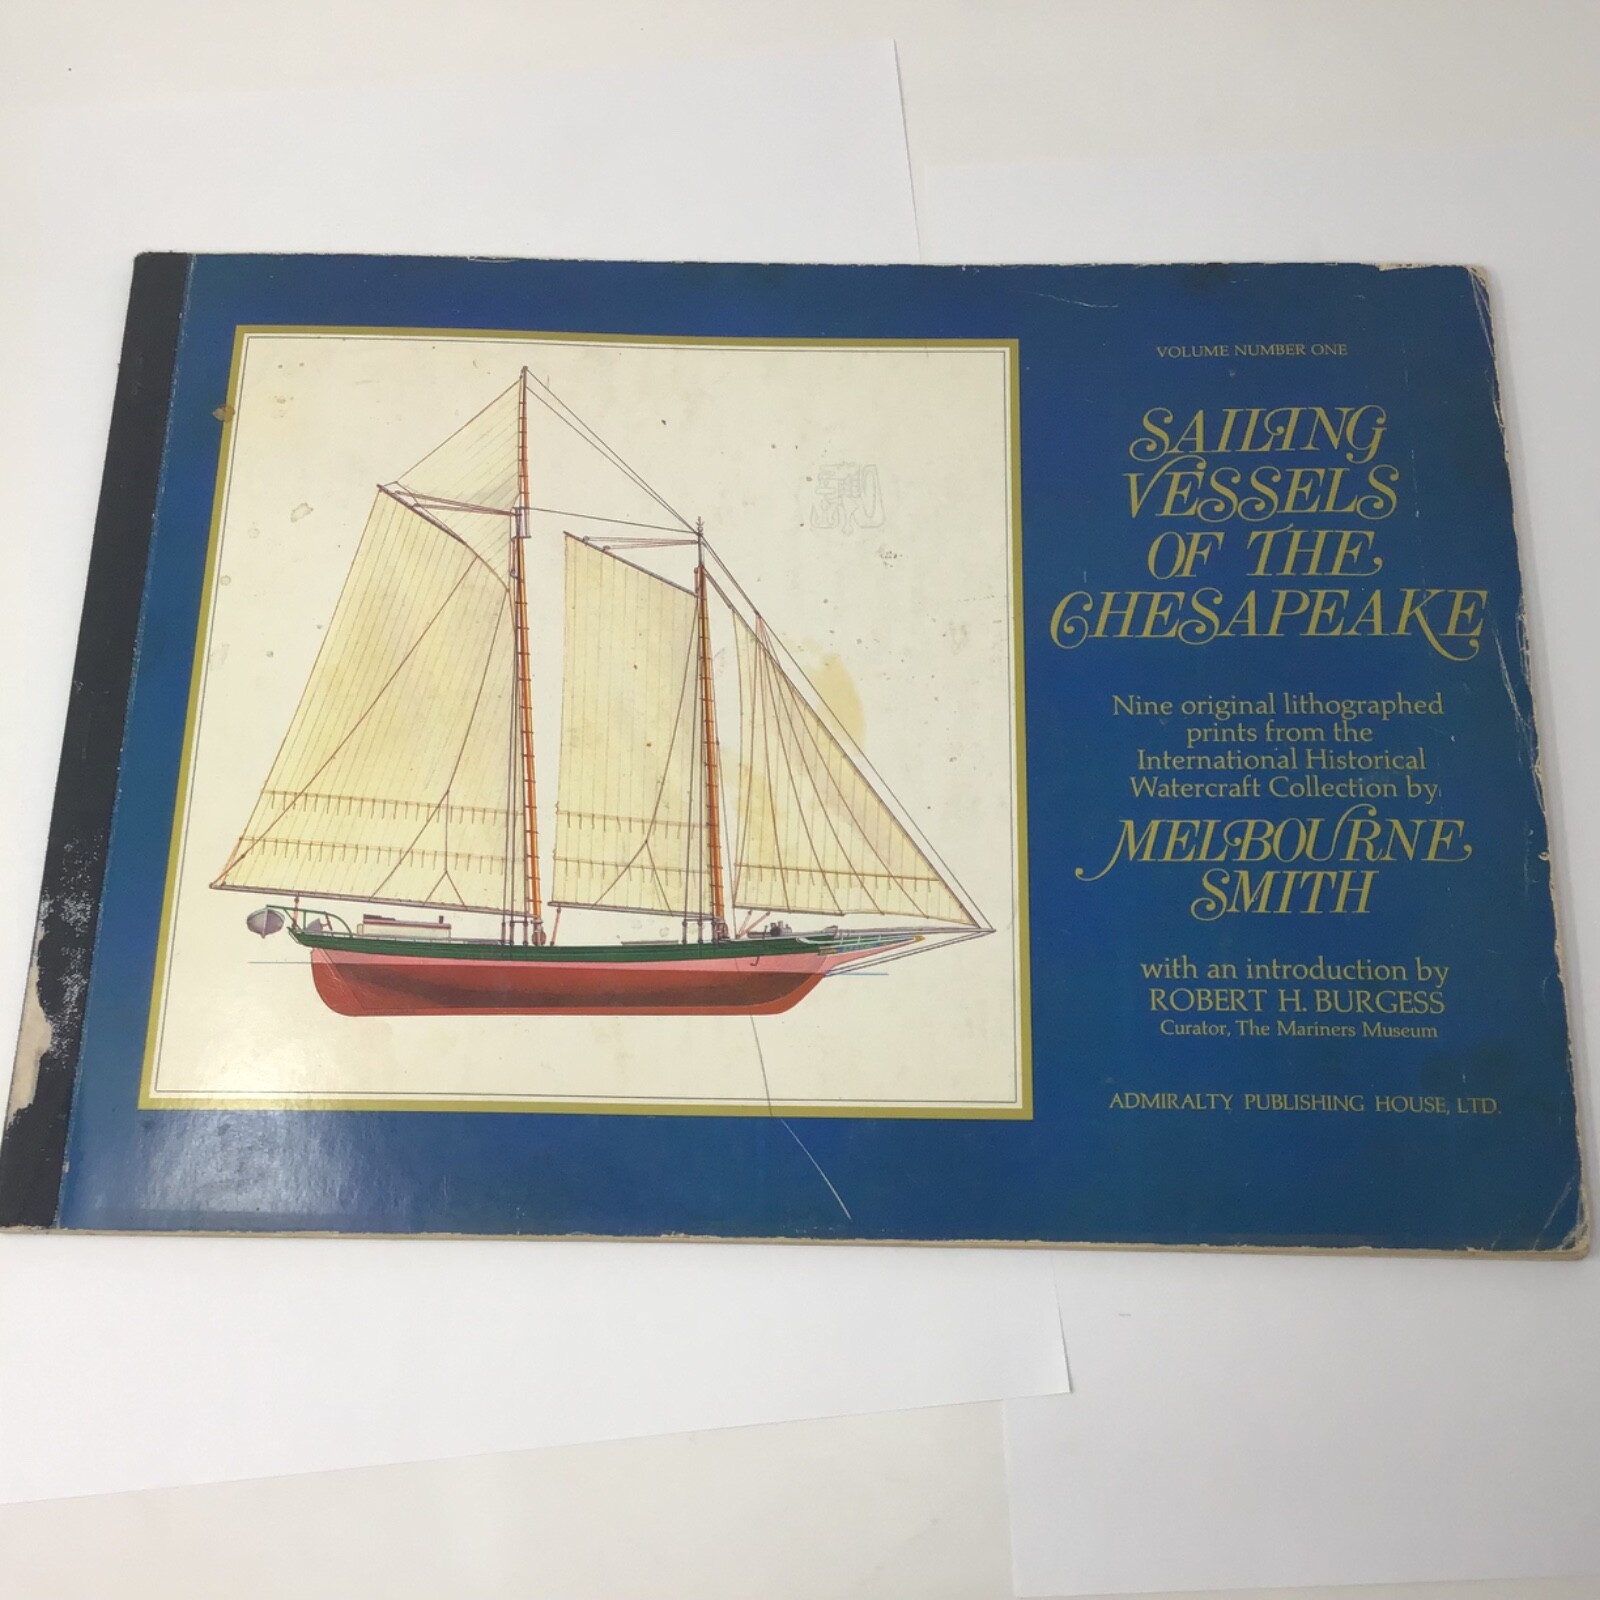 VOLUME NUMBER ONE
SAILING
VESSELS
OF THE
CHESAPEAKE
Nine original lithographed
prints from the
International Historical
Watercraft Collection by
MELBOURNE
SMITH
with an introduction by
ROBERT H. BURGESS
Curator, The Mariners Museum
ADMIRALTY PUBLISHING HOUSE, LTD.